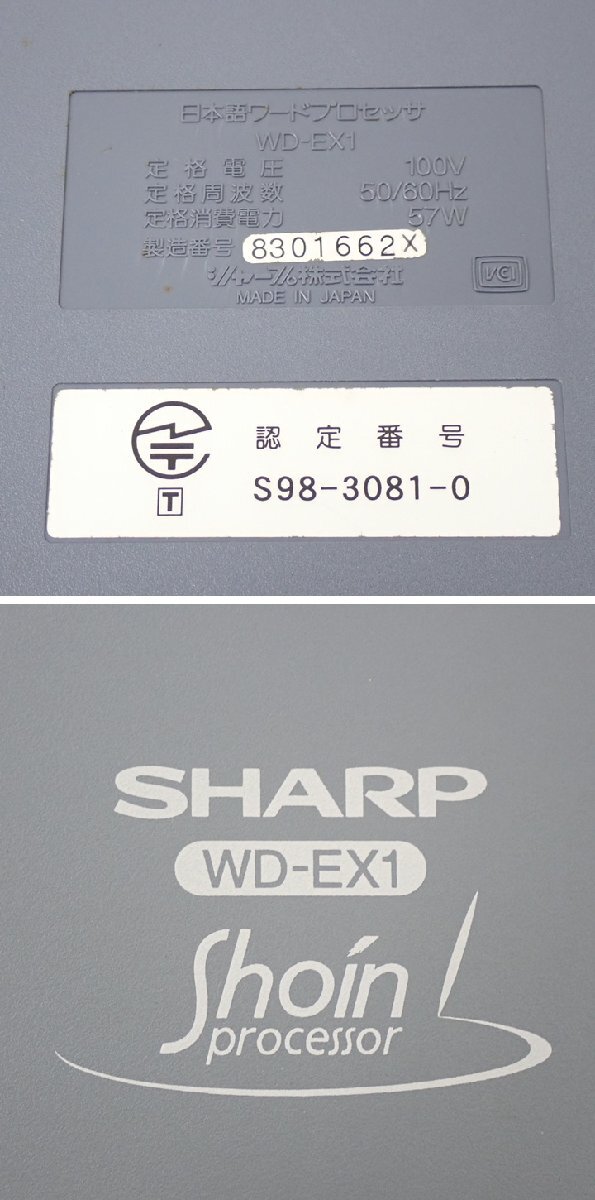 日本語ワードプロセッサ
WD-EX1
定格電圧 100V
定格周波数 50/60Hz
定格消費電力 57W
製造番号 8301662X
シャープ株式会社
MADE IN JAPAN
VCI
認定番号
T
S98-3081-0
SHARP
WD-EX1
Shoin
processor